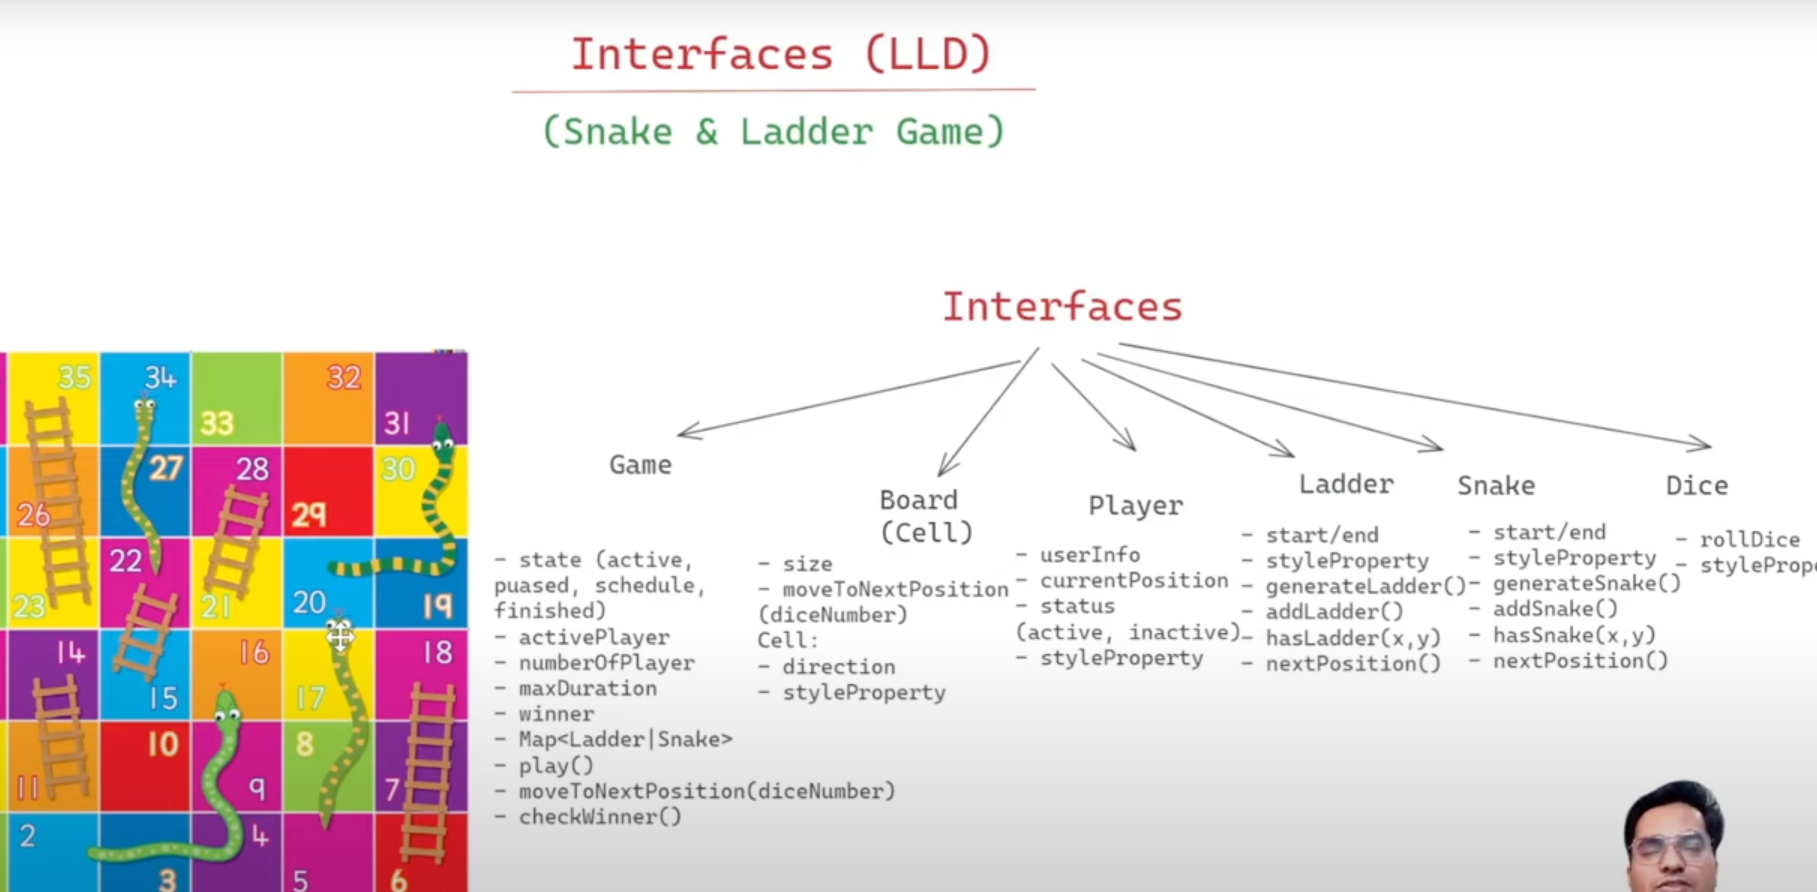 Interfaces (LLD)
(Snake & Ladder Game)
Interfaces
Game
- state (active,
puased, schedule,
finished)
- activePlayer
- numberOfPlayer
- maxDuration
- winner
- Map<Ladder|Snake>
- play()
- moveToNextPosition(diceNumber)
- checkWinner()
Board
(Cell)
- size
- moveToNextPosition
(diceNumber)
Cell:
- direction
- styleProperty
Player
- userInfo
- currentPosition
- status
(active, inactive)
- styleProperty
Ladder
- start/end
- styleProperty
- generateLadder()
- addLadder()
- hasLadder(x,y)
- nextPosition()
Snake
- start/end
- styleProperty
- generateSnake()
- addSnake()
- hasSnake(x,y)
- nextPosition()
Dice
- rollDice
- styleProp
35 34 33 32 31
26 27 28 29 30
23 22 21 20 19
14 15 16 17 18
11 10 9 8 7
2 3 4 5 6